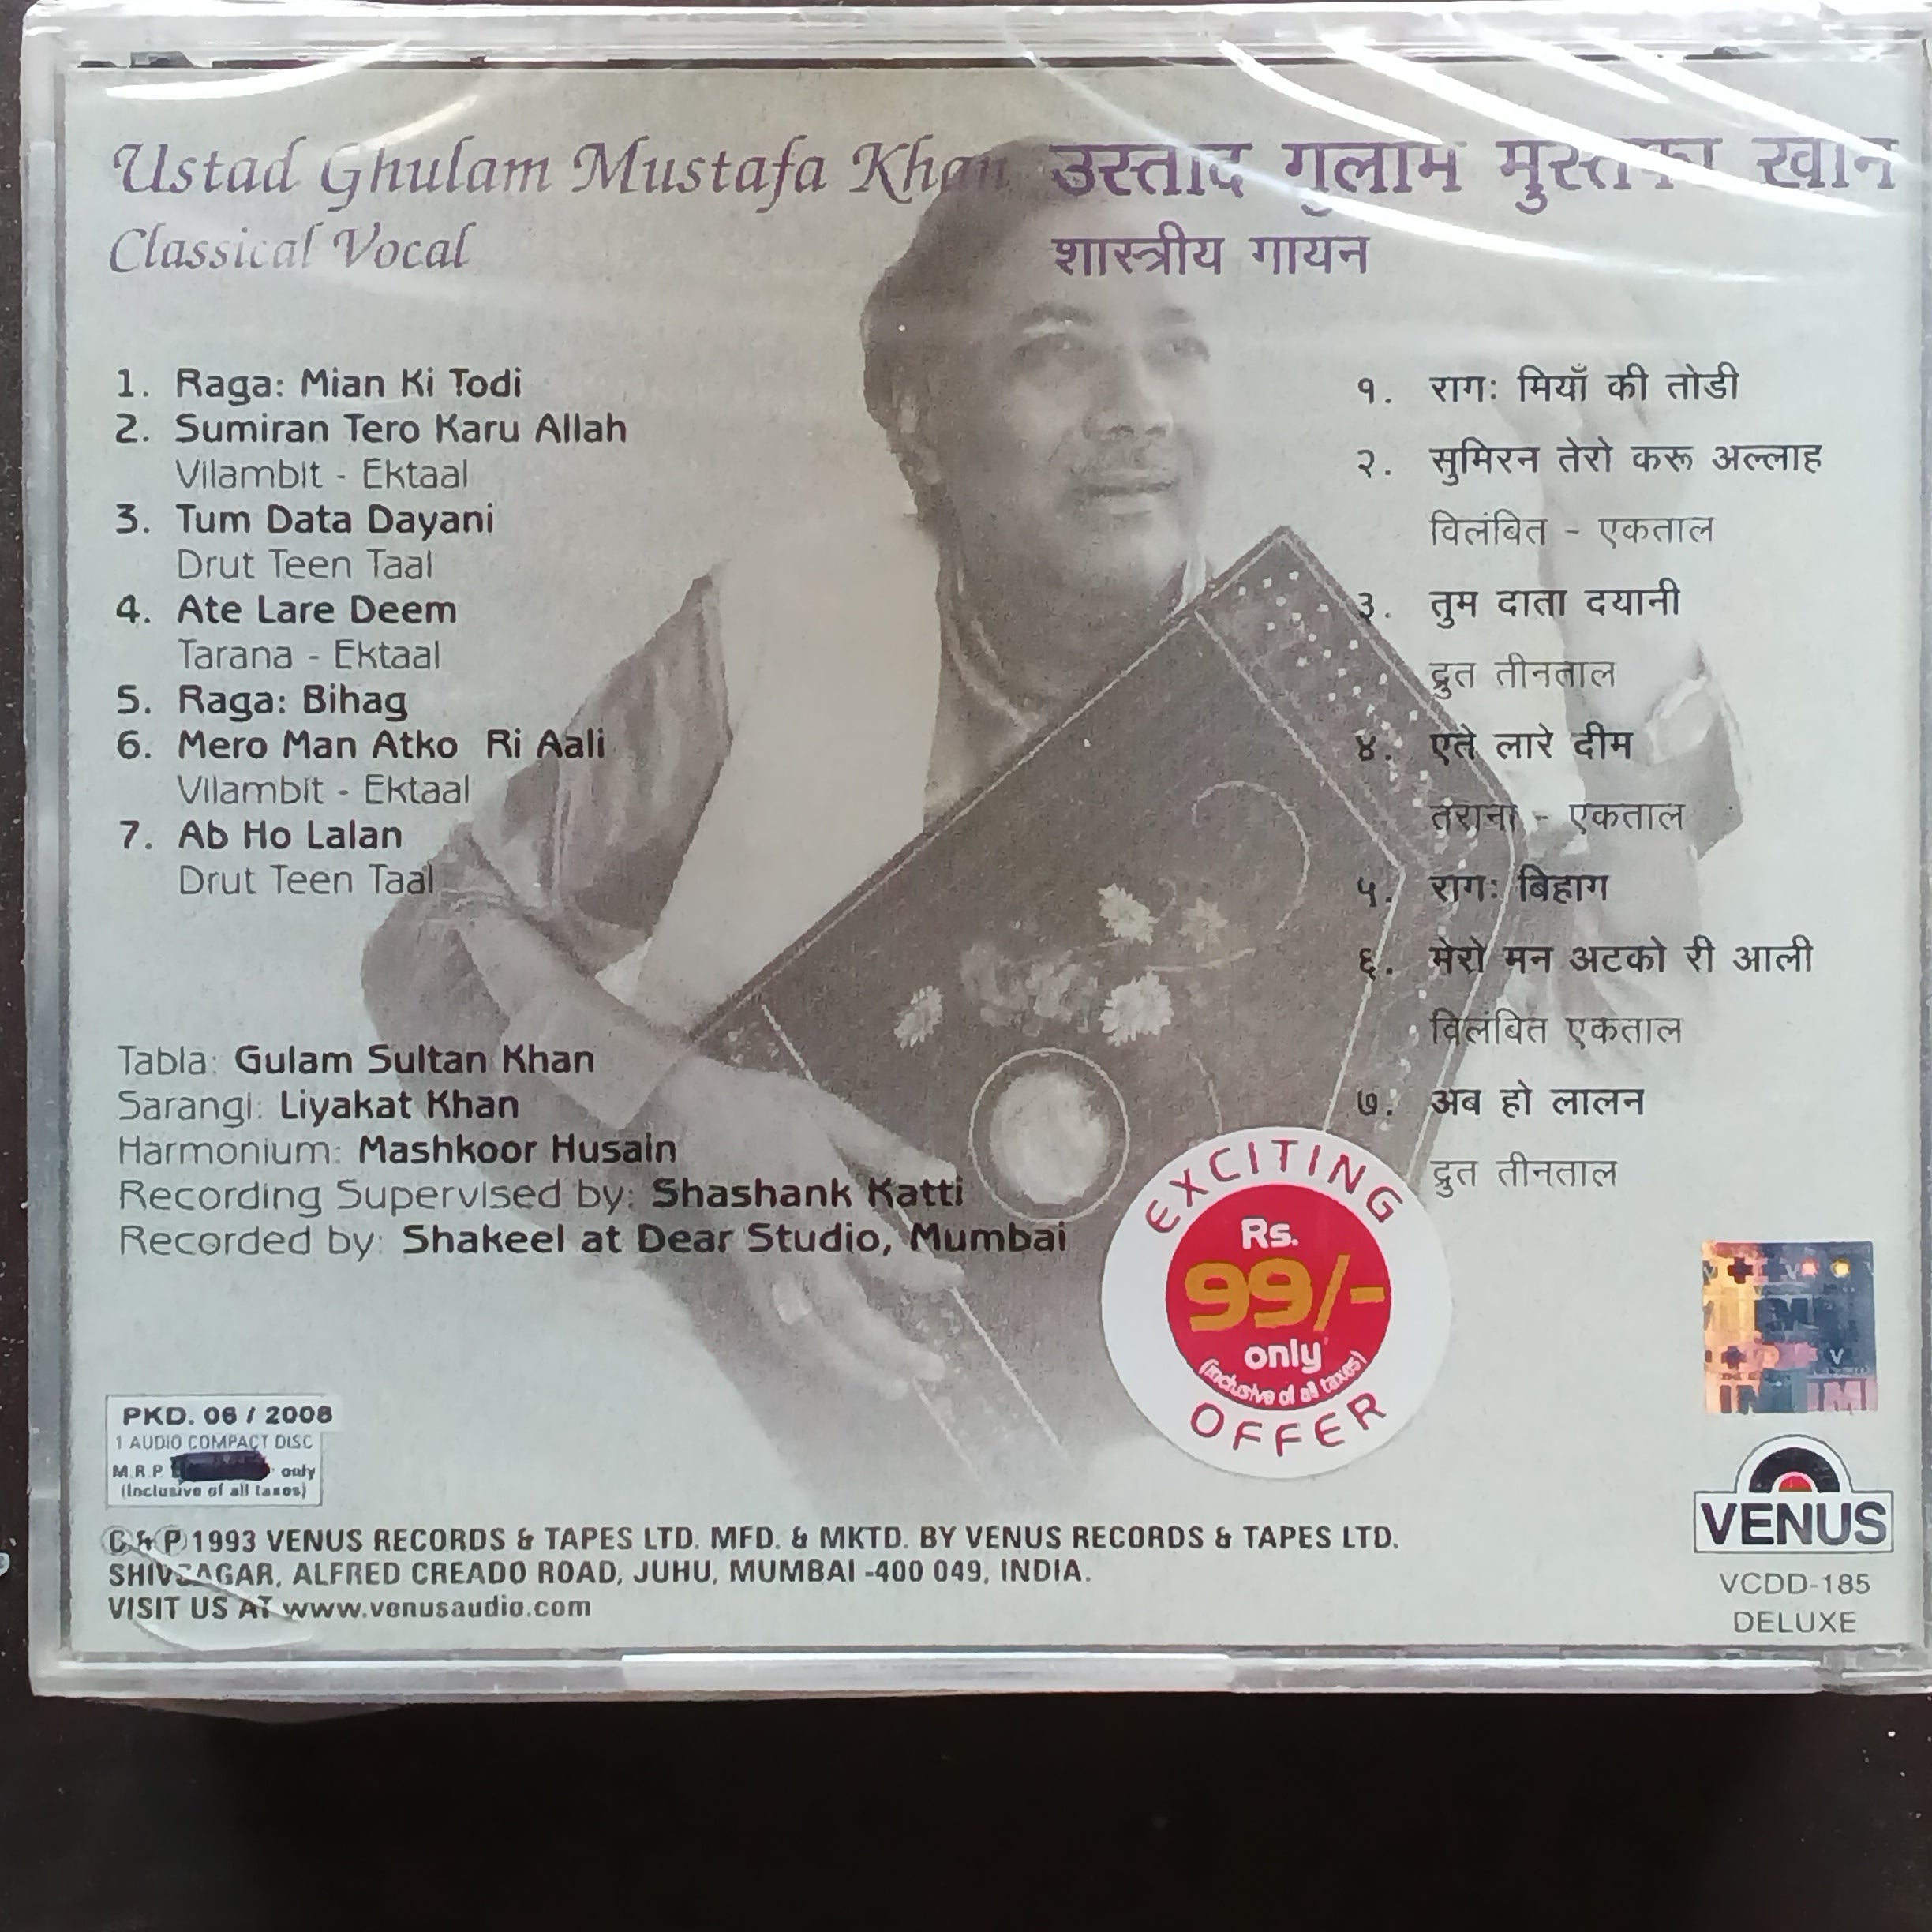 Ustad Ghulam Mustafa Khan
Classical Vocal
उस्ताद गुलाम मुस्तफा खान
शास्त्रीय गायन
1. Raga: Mian Ki Todi
2. Sumiran Tero Karu Allah
Vilambit - Ektaal
3. Tum Data Dayani
Drut Teen Taal
4. Ate Lare Deem
Tarana - Ektaal
5. Raga: Bihag
6. Mero Man Atko Ri Aali
Vilambit - Ektaal
7. Ab Ho Lalan
Drut Teen Taal
१. रागः मियाँ की तोडी
२. सुमिरन तेरो करू अल्लाह
विलंबित - एकताल
३. तुम दाता दयानी
द्रुत तीनताल
४. एते लारे दीम
तराना - एकताल
५. रागः बिहाग
६. मेरो मन अटको री आली
विलंबित एकताल
७. अब हो लालन
द्रुत तीनताल
Tabla: Gulam Sultan Khan
Sarangi: Liyakat Khan
Harmonium: Mashkoor Husain
Recording Supervised by: Shashank Katti
Recorded by: Shakeel at Dear Studio, Mumbai
EXCITING
Rs.
99/-
only
(inclusive of all taxes)
OFFER
PKD. 06 / 2008
1 AUDIO COMPACT DISC
M.R.P. only
(Inclusive of all taxes)
© & ℗ 1993 VENUS RECORDS & TAPES LTD. MFD. & MKTD. BY VENUS RECORDS & TAPES LTD.
SHIVSAGAR, ALFRED CREADO ROAD, JUHU, MUMBAI -400 049, INDIA.
VISIT US AT www.venusaudio.com
VENUS
VCDD-185
DELUXE